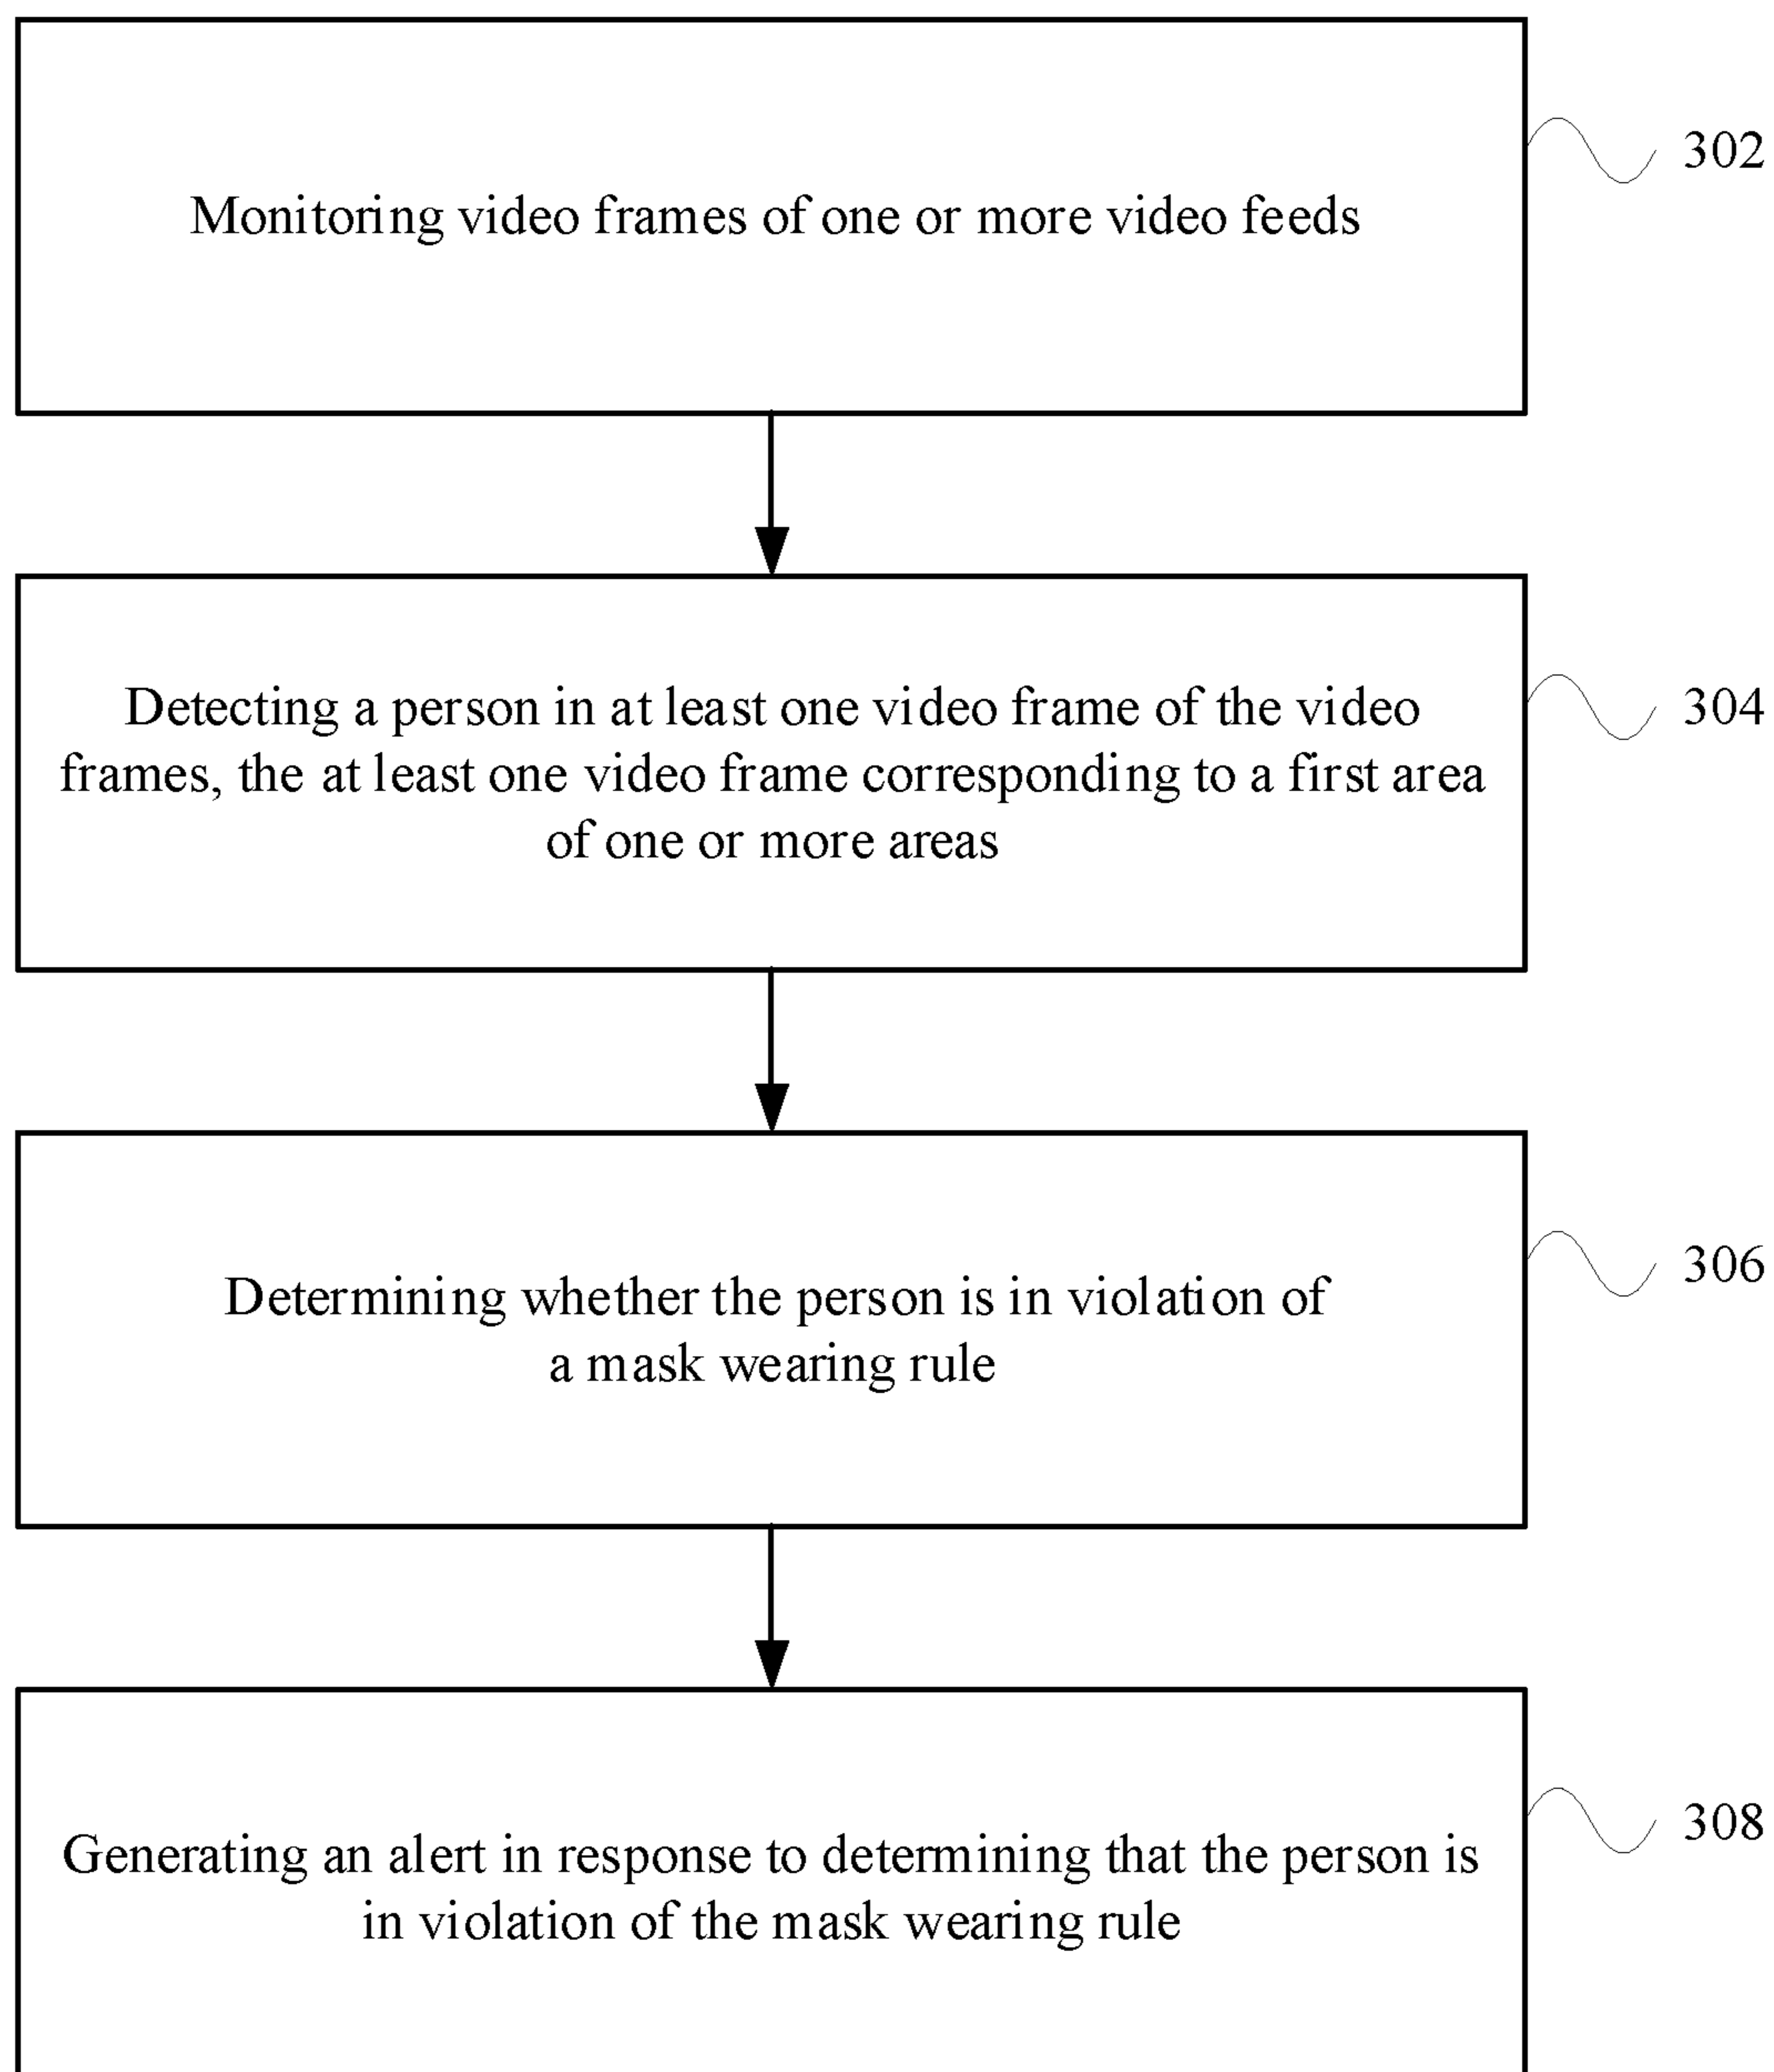 Monitoring video frames of one or more video feeds
302
Detecting a person in at least one video frame of the video
frames, the at least one video frame corresponding to a first area
of one or more areas
304
Determining whether the person is in violation of
a mask wearing rule
306
Generating an alert in response to determining that the person is
in violation of the mask wearing rule
308